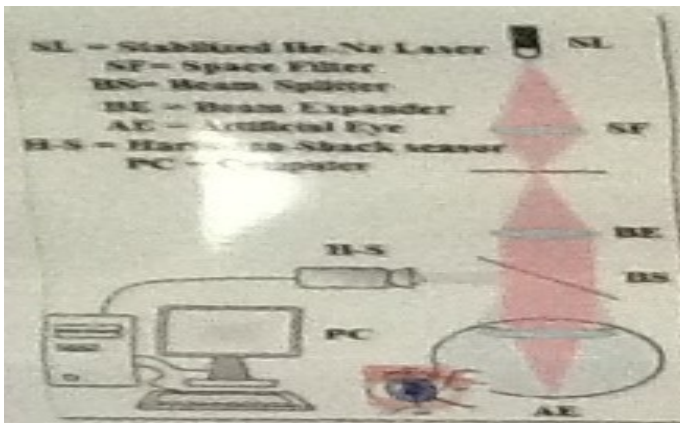 SL = Stabilized He-Ne Laser
SL
SF= Space Filter
BS= Beam Splitter
BE = Beam Expander
AE = Artificial Eye
SF
H-S = Hartmann-Shack sensor
PC = Computer
BE
H-S
BS
PC
AE